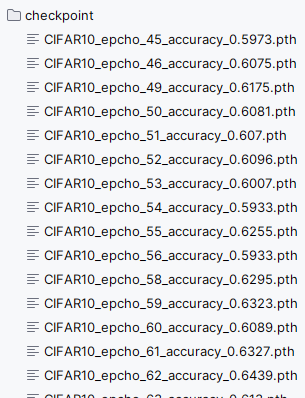 checkpoint
CIFAR10_epcho_45_accuracy_0.5973.pth
CIFAR10_epcho_46_accuracy_0.6075.pth
CIFAR10_epcho_49_accuracy_0.6175.pth
CIFAR10_epcho_50_accuracy_0.6081.pth
CIFAR10_epcho_51_accuracy_0.607.pth
CIFAR10_epcho_52_accuracy_0.6096.pth
CIFAR10_epcho_53_accuracy_0.6007.pth
CIFAR10_epcho_54_accuracy_0.5933.pth
CIFAR10_epcho_55_accuracy_0.6255.pth
CIFAR10_epcho_56_accuracy_0.5933.pth
CIFAR10_epcho_58_accuracy_0.6295.pth
CIFAR10_epcho_59_accuracy_0.6323.pth
CIFAR10_epcho_60_accuracy_0.6089.pth
CIFAR10_epcho_61_accuracy_0.6327.pth
CIFAR10_epcho_62_accuracy_0.6439.pth